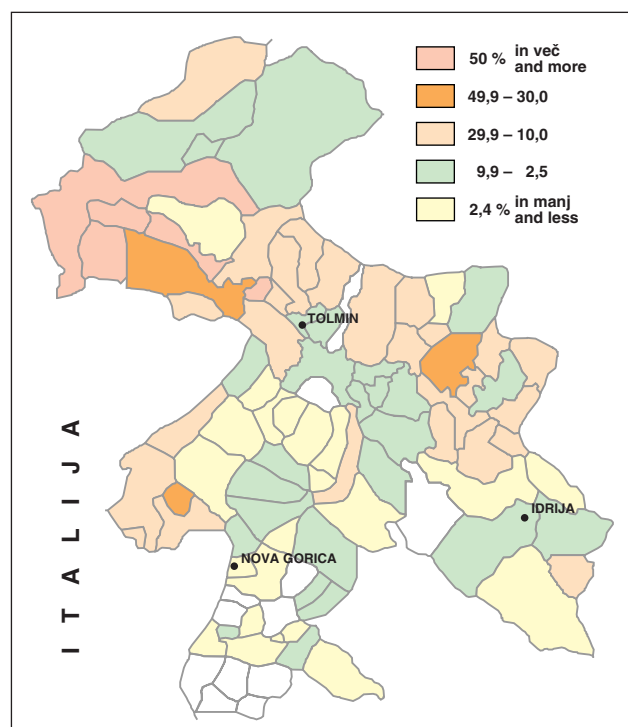 50 % in več
and more
49,9 – 30,0
29,9 – 10,0
9,9 – 2,5
2,4 % in manj
and less
TOLMIN
ITALIJA
IDRIJA
NOVA GORICA